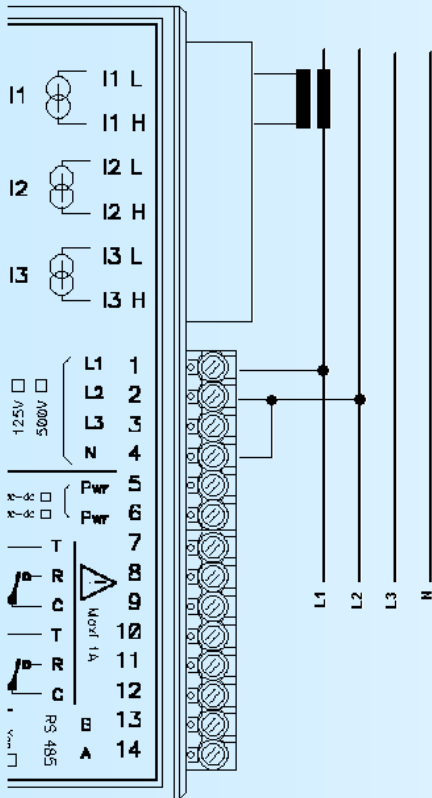 I1 L
I1
I1 H
I2 L
I2
I2 H
I3 L
I3
I3 H
L1 1
L2 2
L3 3
N 4
125V
500V
Pwr 5
Pwr 6
T 7
R 8
C 9
T 10
R 11
C 12
1A
RS 485
B 13
A 14
L1
L2
L3
N